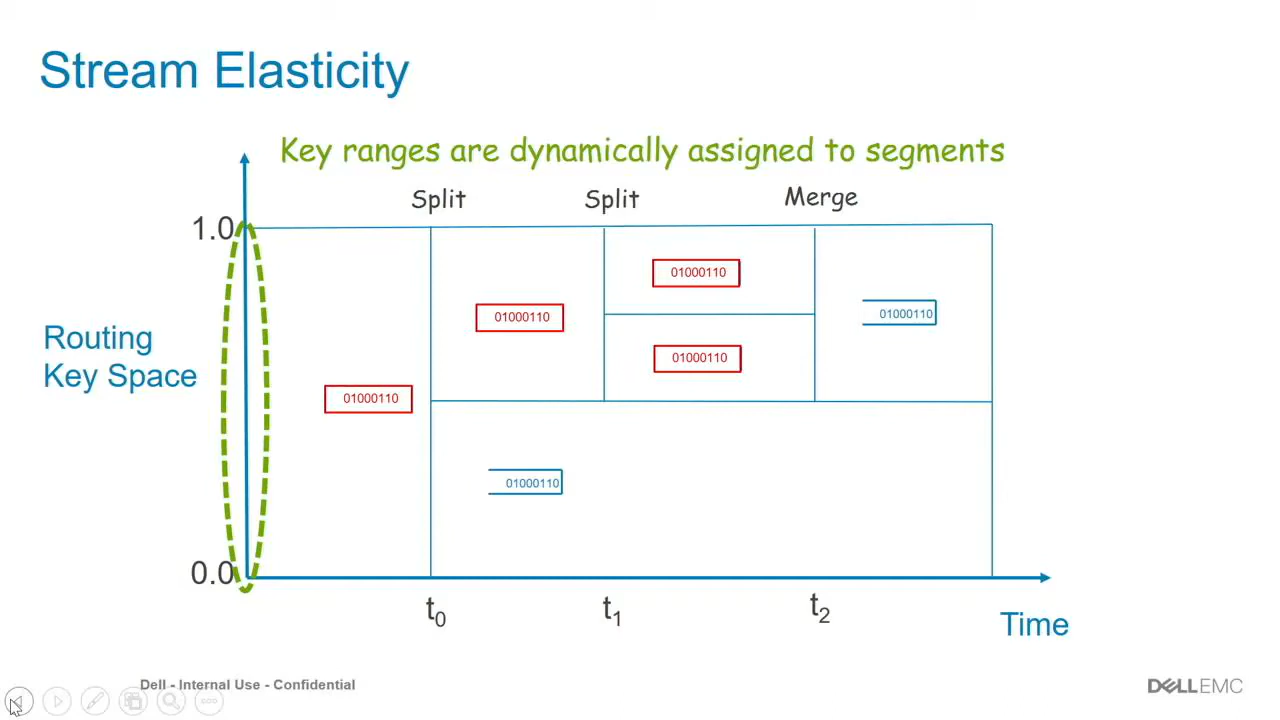 Stream Elasticity
Key ranges are dynamically assigned to segments
Split
Split
Merge
1.0
01000110
01000110
01000110
Routing
Key Space
01000110
01000110
01000110
0.0
t0
t1
t2
Time
Dell - Internal Use - Confidential
DELLEMC